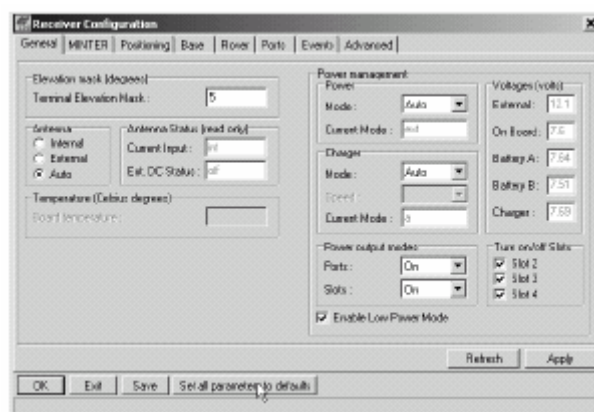 Receiver Configuration
General MINTER Positioning Base Rover Ports Events Advanced
Elevation mask (degrees)
Terminal Elevation Mask : 5
Antenna
Internal
External
Auto
Antenna Status (read only)
Current Input : int
Ext. DC Status : off
Temperature (Celsius degrees)
Board temperature :
Power management
Power
Mode : Auto
Current Mode : ext
Charger
Mode : Auto
Speed :
Current Mode : a
Power output modes
Ports : On
Slots : On
Voltages (volts)
External : 12.1
On Board : 7.6
Battery A : 7.64
Battery B : 7.51
Charger : 7.69
Turn on/off Slots
Slot 2
Slot 3
Slot 4
Enable Low Power Mode
Refresh Apply
OK Exit Save Set all parameters to defaults